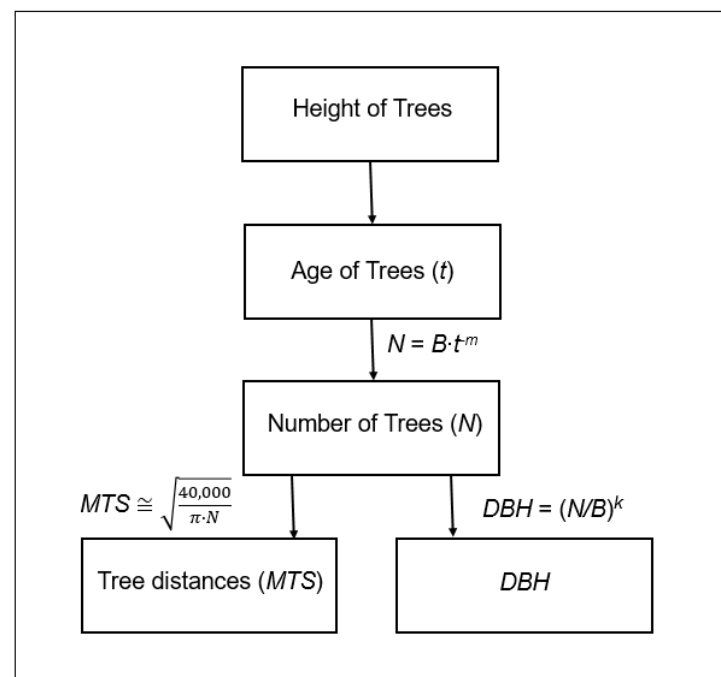 Height of Trees
Age of Trees (t)
N = B·t⁻ᵐ
Number of Trees (N)
MTS ≅ √(40,000 / π·N)
DBH = (N/B)ᵏ
Tree distances (MTS)
DBH